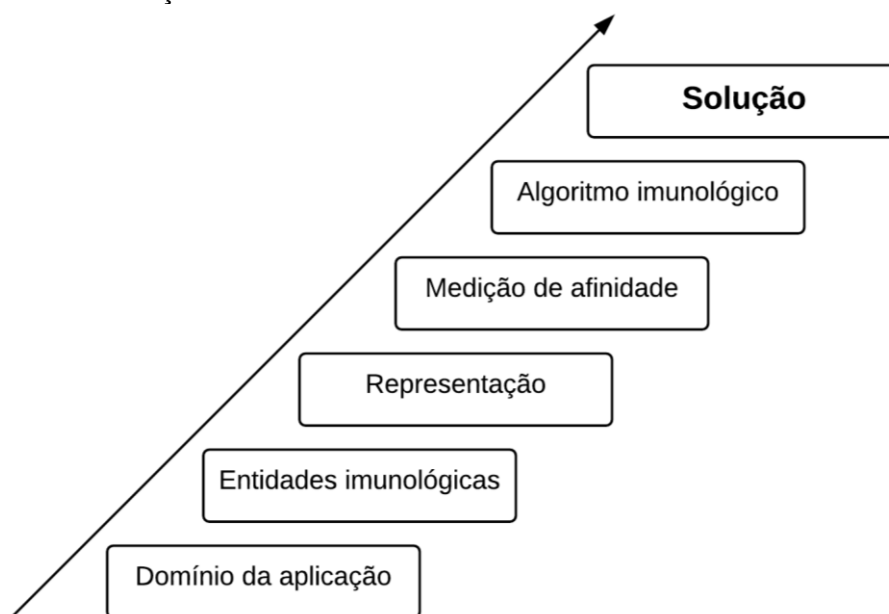 Solução
Algoritmo imunológico
Medição de afinidade
Representação
Entidades imunológicas
Domínio da aplicação